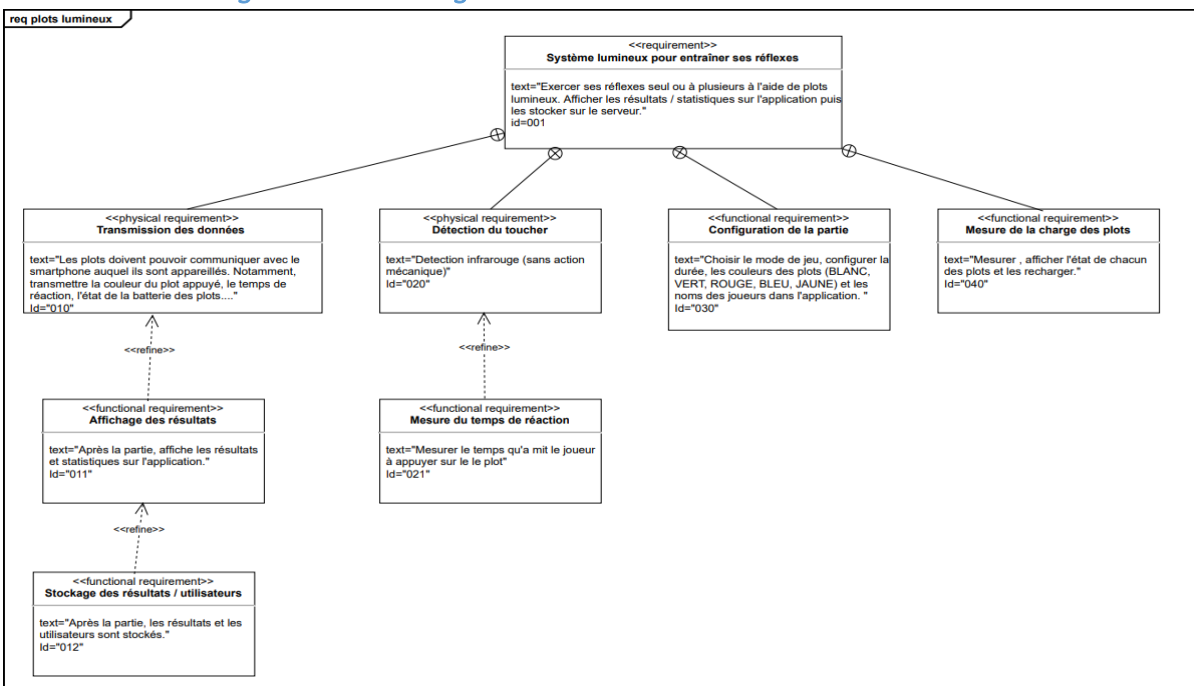 req plots lumineux
<<requirement>>
Système lumineux pour entraîner ses réflexes
text="Exercer ses réflexes seul ou à plusieurs à l'aide de plots
lumineux. Afficher les résultats / statistiques sur l'application puis
les stocker sur le serveur."
id=001
<<physical requirement>>
Transmission des données
text="Les plots doivent pouvoir communiquer avec le
smartphone auquel ils sont appareillés. Notamment,
transmettre la couleur du plot appuyé, le temps de
réaction, l'état de la batterie des plots...."
Id="010"
<<physical requirement>>
Détection du toucher
text="Detection infrarouge (sans action
mécanique)"
Id="020"
<<functional requirement>>
Configuration de la partie
text="Choisir le mode de jeu, configurer la
durée, les couleurs des plots (BLANC,
VERT, ROUGE, BLEU, JAUNE) et les
noms des joueurs dans l'application. "
Id="030"
<<functional requirement>>
Mesure de la charge des plots
text="Mesurer , afficher l'état de chacun
des plots et les recharger."
Id="040"
<<refine>>
<<refine>>
<<functional requirement>>
Affichage des résultats
text="Après la partie, affiche les résultats
et statistiques sur l'application."
Id="011"
<<functional requirement>>
Mesure du temps de réaction
text="Mesurer le temps qu'a mit le joueur
à appuyer sur le le plot"
Id="021"
<<refine>>
<<functional requirement>>
Stockage des résultats / utilisateurs
text="Après la partie, les résultats et les
utilisateurs sont stockés."
Id="012"